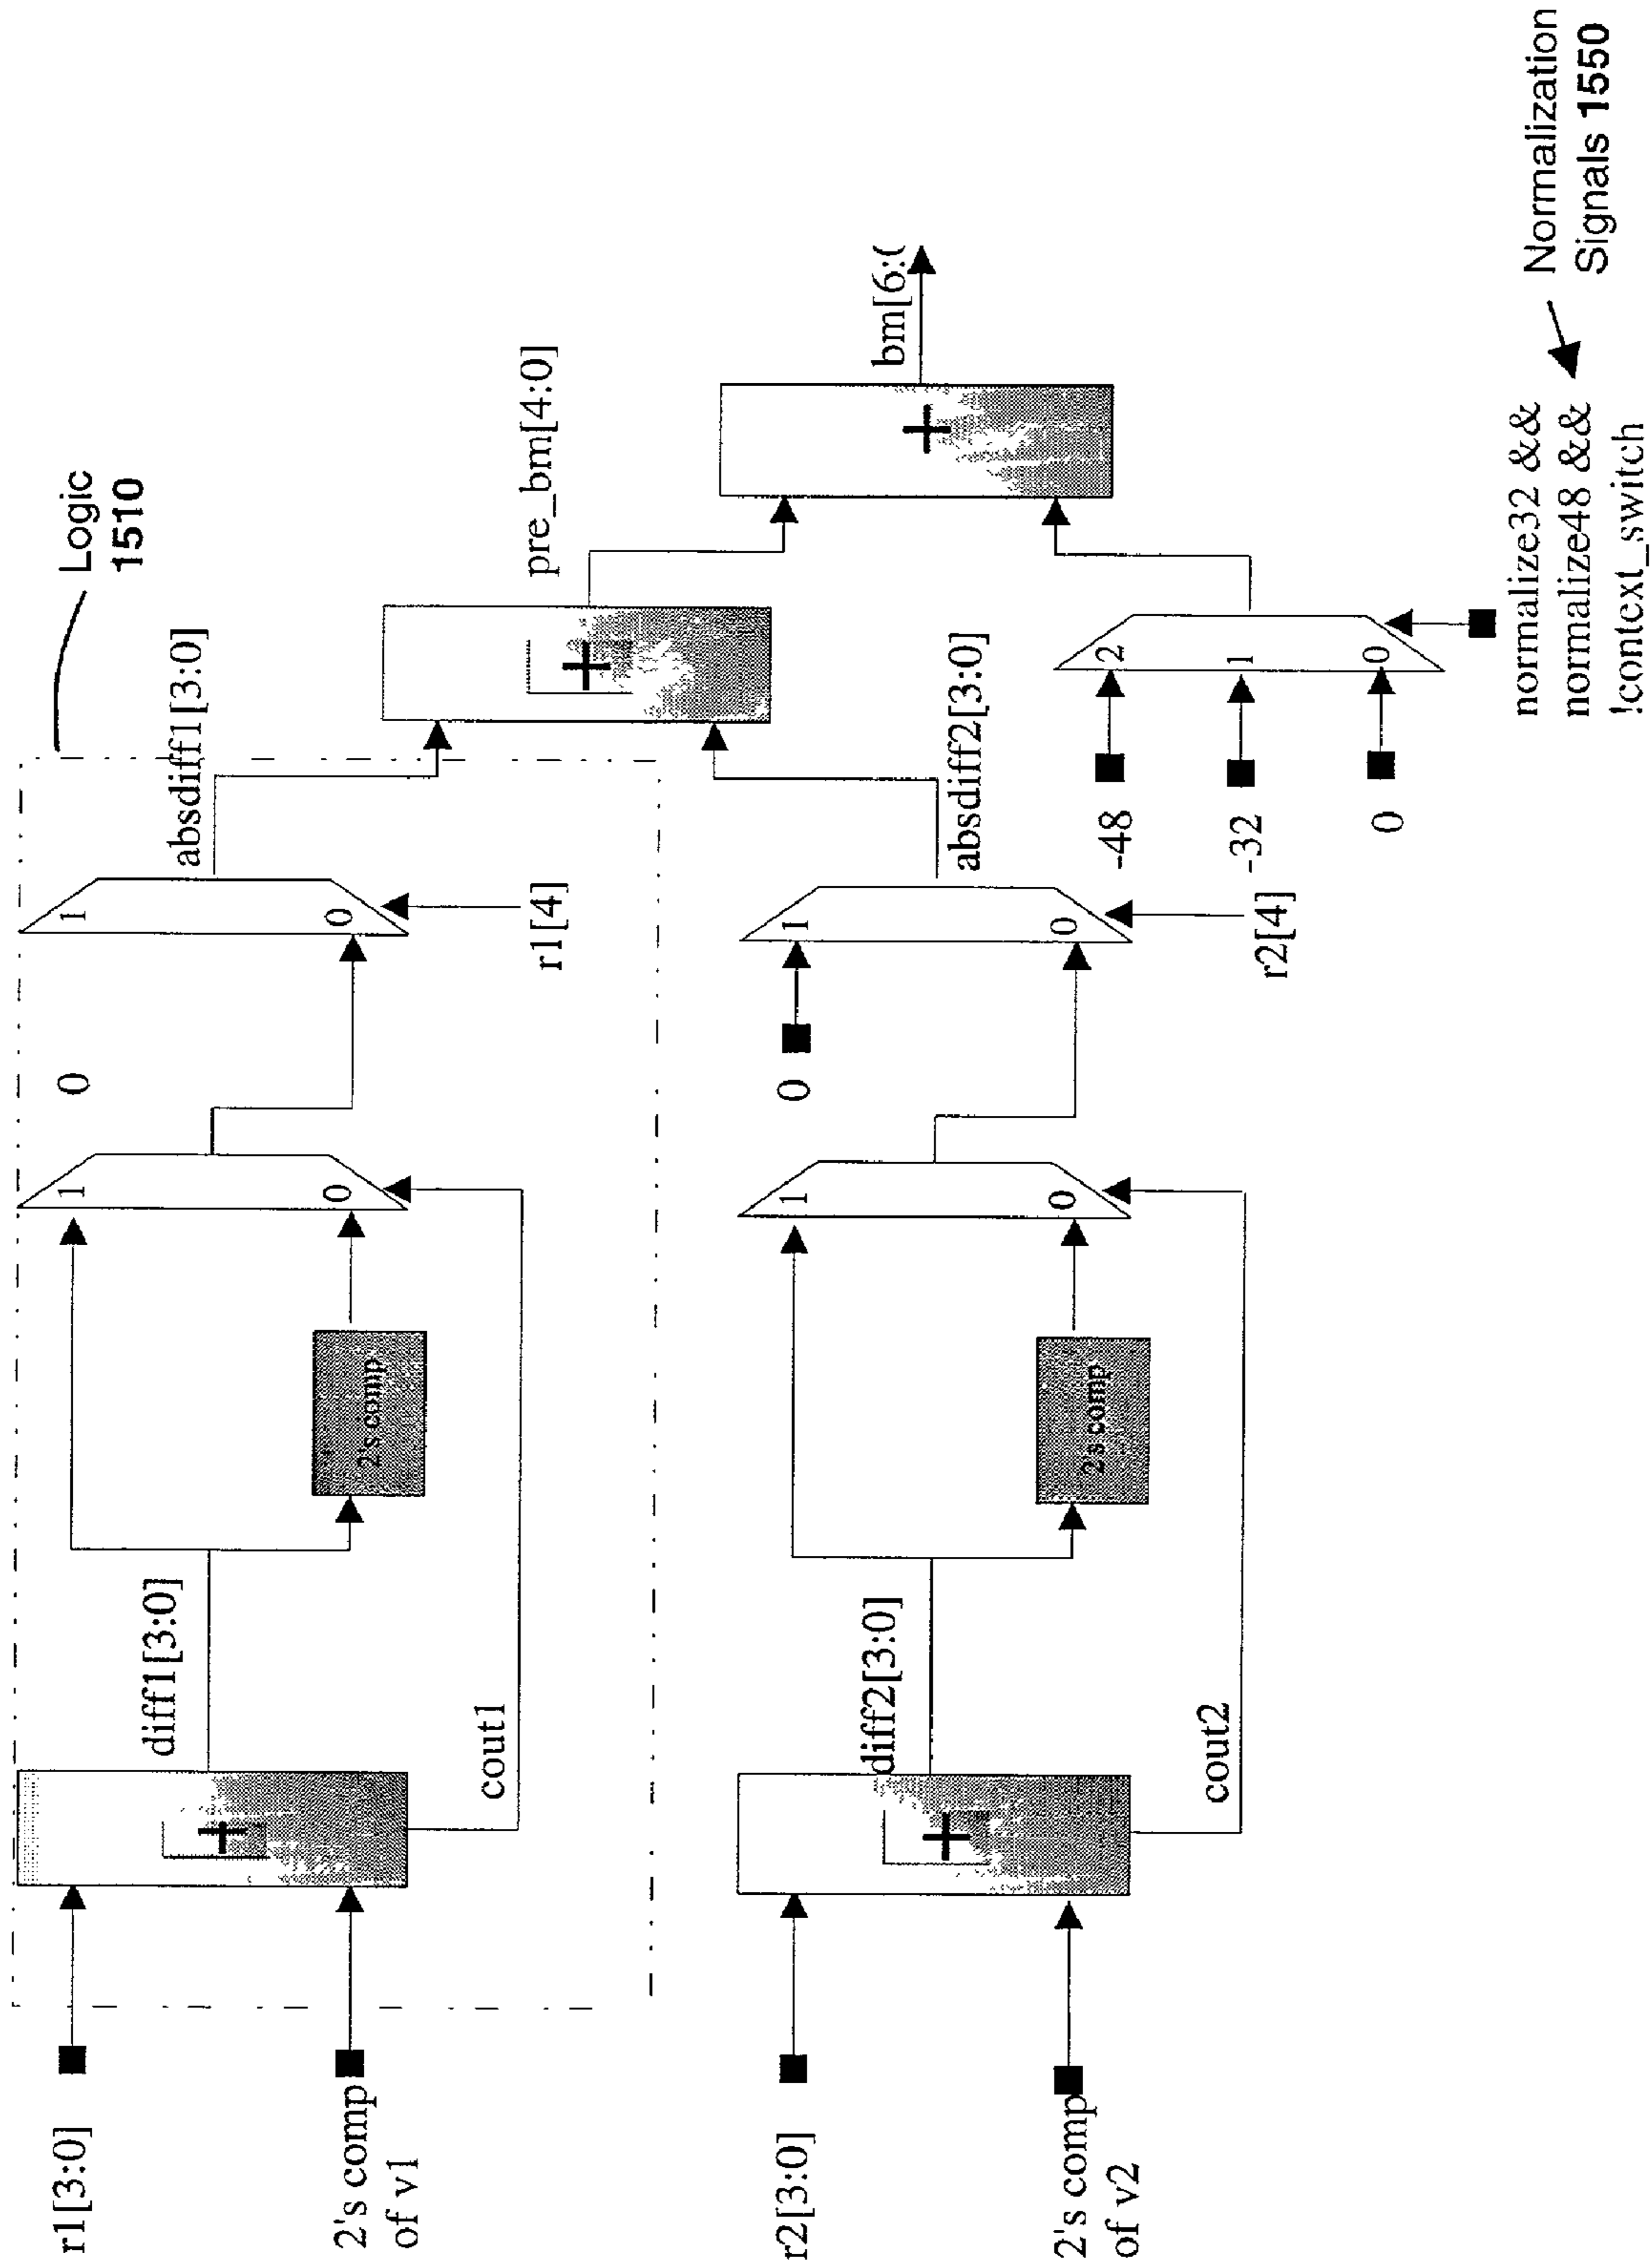 Logic
1510
r1[3:0]
2's comp
of v1
diff1[3:0]
cout1
2's comp
1
0
0
1
0
r1[4]
absdiff1[3:0]
pre_bm[4:0]
+
+
bm[6:(
+
r2[3:0]
2's comp
of v2
+
diff2[3:0]
cout2
2's comp
1
0
0
1
0
r2[4]
absdiff2[3:0]
+
-48
-32
0
2
1
0
normalize32 &&
normalize48 &&
!context_switch
Normalization
Signals 1550